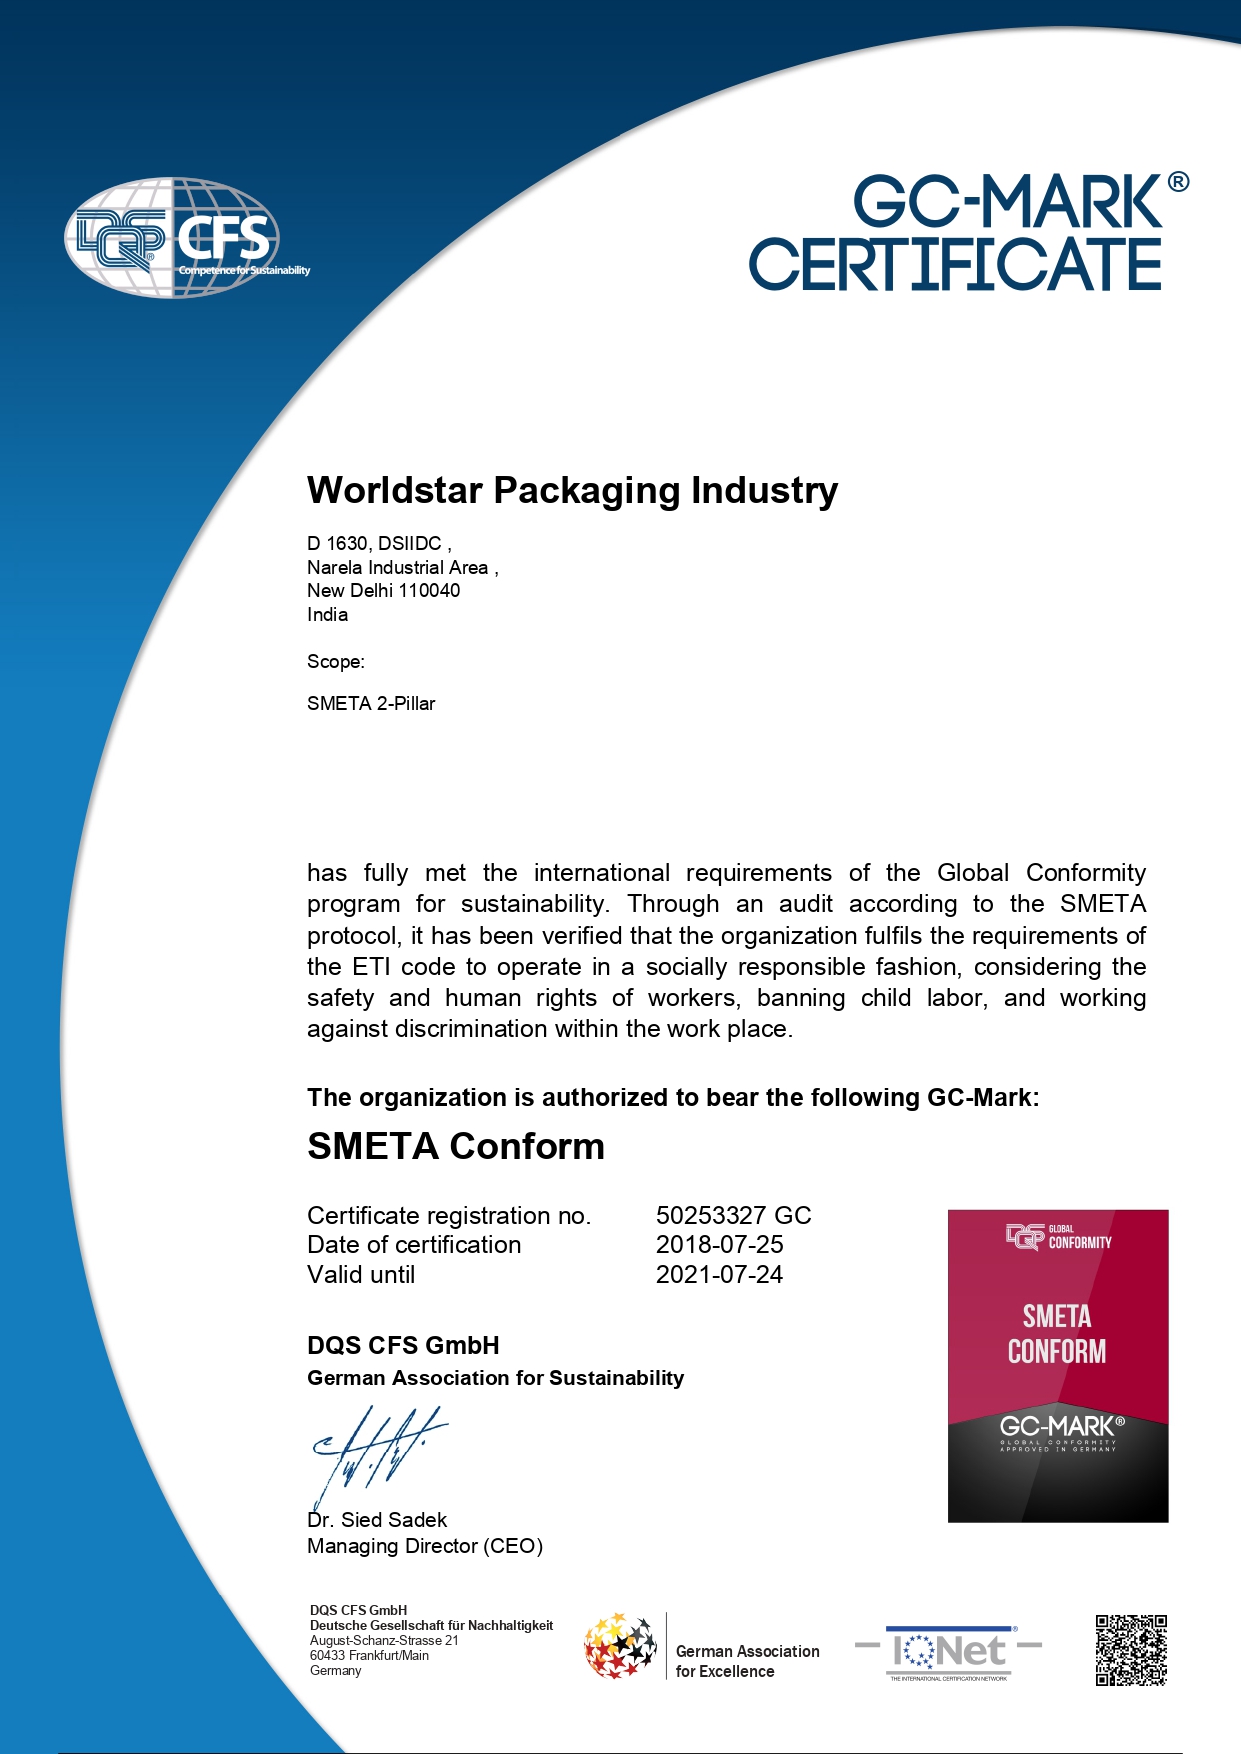 DQS
®
CFS
Competence for Sustainability
GC-MARK®
CERTIFICATE
Worldstar Packaging Industry
D 1630, DSIIDC ,
Narela Industrial Area ,
New Delhi 110040
India
Scope:
SMETA 2-Pillar
has fully met the international requirements of the Global Conformity
program for sustainability. Through an audit according to the SMETA
protocol, it has been verified that the organization fulfils the requirements of
the ETI code to operate in a socially responsible fashion, considering the
safety and human rights of workers, banning child labor, and working
against discrimination within the work place.
The organization is authorized to bear the following GC-Mark:
SMETA Conform
Certificate registration no. 50253327 GC
Date of certification 2018-07-25
Valid until 2021-07-24
DQS GLOBAL
CONFORMITY
SMETA
CONFORM
GC-MARK®
GLOBAL CONFORMITY
APPROVED IN GERMANY
DQS CFS GmbH
German Association for Sustainability
Dr. Sied Sadek
Managing Director (CEO)
DQS CFS GmbH
Deutsche Gesellschaft für Nachhaltigkeit
August-Schanz-Strasse 21
60433 Frankfurt/Main
Germany
German Association
for Excellence
IQNet®
THE INTERNATIONAL CERTIFICATION NETWORK